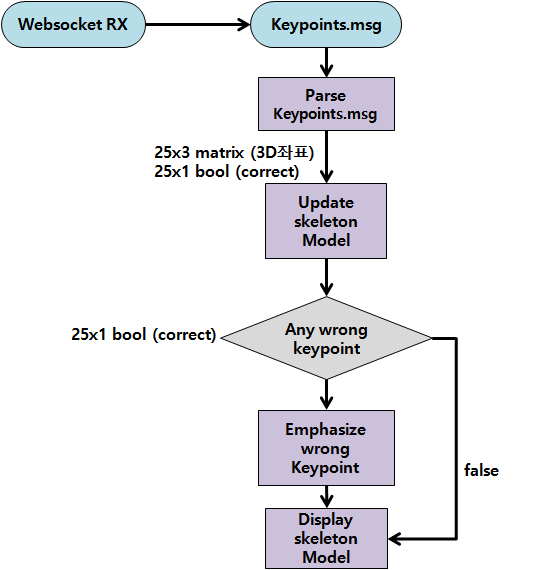 Websocket RX
Keypoints.msg
Parse
Keypoints.msg
25x3 matrix (3D좌표)
25x1 bool (correct)
Update
skeleton
Model
25x1 bool (correct)
Any wrong
keypoint
Emphasize
wrong
Keypoint
false
Display
skeleton
Model